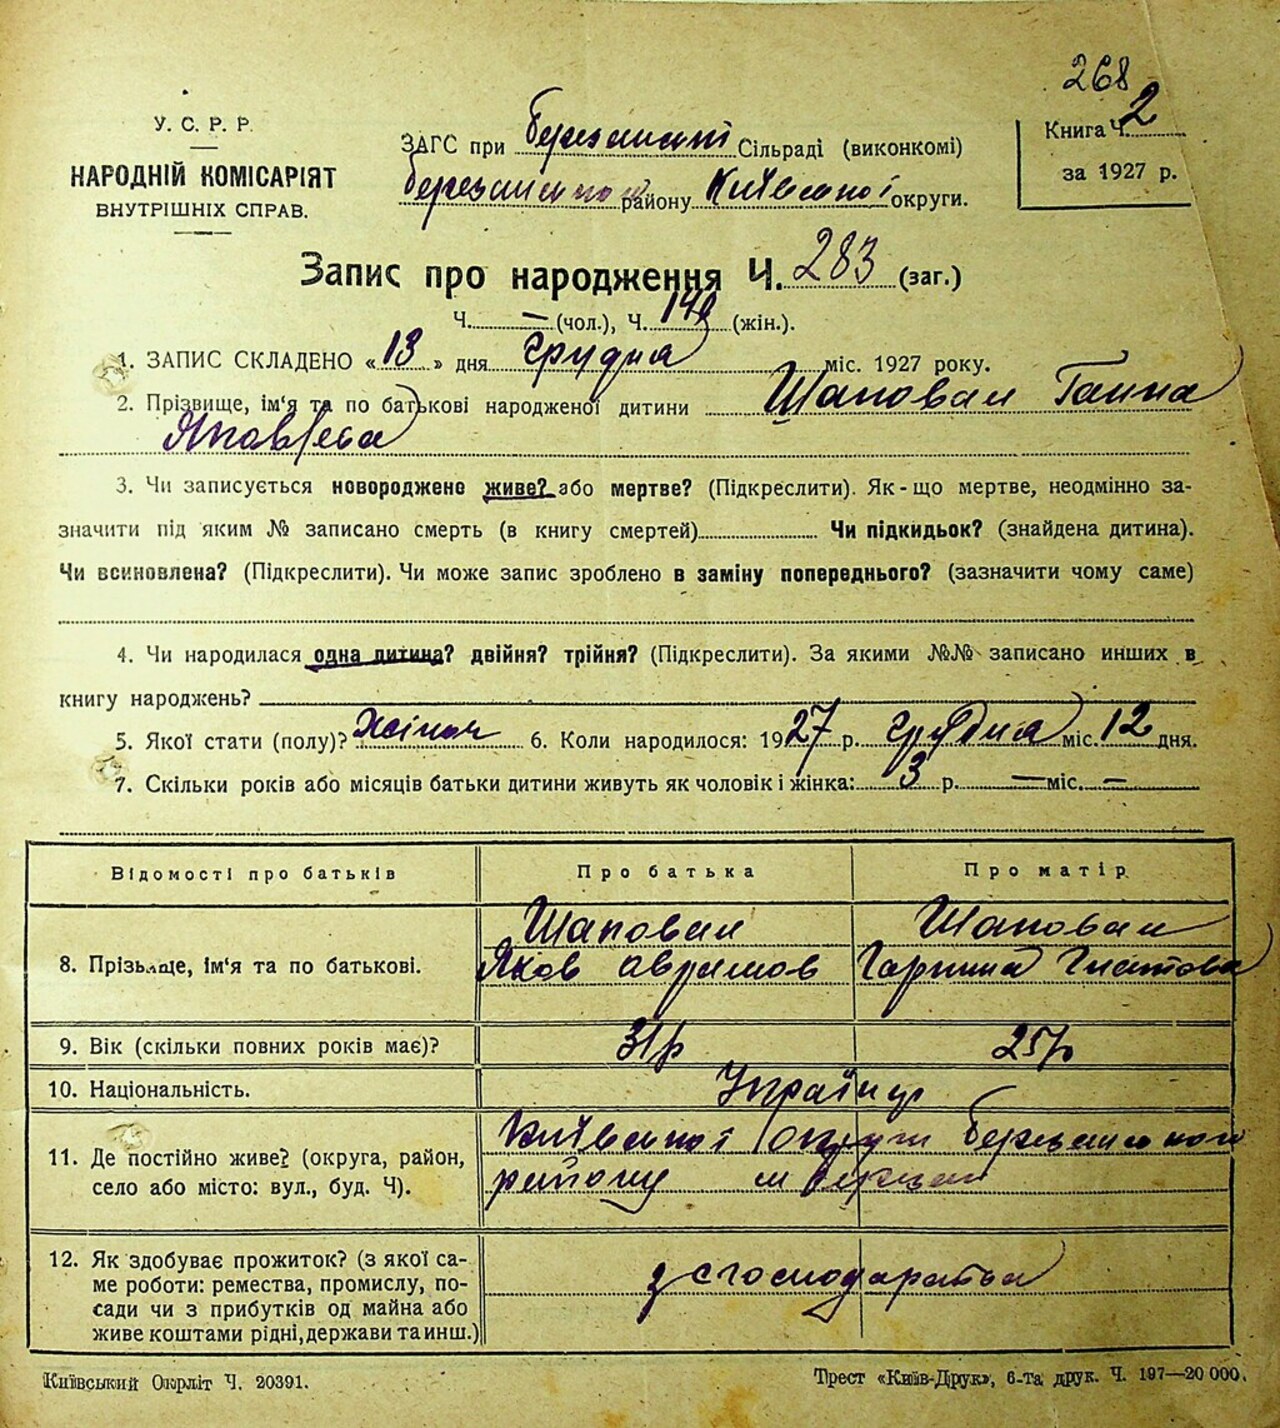 268
У. С. Р. Р.
НАРОДНІЙ КОМІСАРІЯТ
ВНУТРІШНІХ СПРАВ.
ЗАГС при Березанській Сільраді (виконкомі)
Березанського району Київської округи.
Книга Ч. 2
за 1927 р.
Запис про народження Ч. 283 (заг.)
Ч. — (чол.), Ч. 149 (жін.).
1. ЗАПИС СКЛАДЕНО «13» дня Грудня міс. 1927 року.
2. Прізвище, ім'я та по батькові народженої дитини Шаповал Ганна
Яковлева
3. Чи записується новороджене живе? або мертве? (Підкреслити). Як-що мертве, неодмінно за-
значити під яким № записано смерть (в книгу смертей) Чи підкидьок? (знайдена дитина).
Чи всиновлена? (Підкреслити). Чи може запис зроблено в заміну попереднього? (зазначити чому саме)
4. Чи народилася одна дитина? двійня? трійня? (Підкреслити). За якими №№ записано инших в
книгу народжень?
5. Якої стати (полу)? жіноч 6. Коли народилося: 1927 р. Грудня міс. 12 дня.
7. Скільки років або місяців батьки дитини живуть як чоловік і жінка: 3 р. — міс. —
Відомості про батьків Про батька Про матір
Шаповал Шаповал
8. Прізвище, ім'я та по батькові. Яков Аврамов Гарпина Гнатова
9. Вік (скільки повних років має)? 31 р 25 р
10. Національність. Українці
11. Де постійно живе? (округа, район, Київської округи Березанського
село або місто: вул., буд. Ч). району м Березані
12. Як здобуває прожиток? (з якої са-
ме роботи: ремества, промислу, по- з с господарства
сади чи з прибутків од майна або
живе коштами рідні, держави та инш.)
Київський Окрліт Ч. 20391. Трест «Київ-Друк», 6-та друк. Ч. 197—20 000.